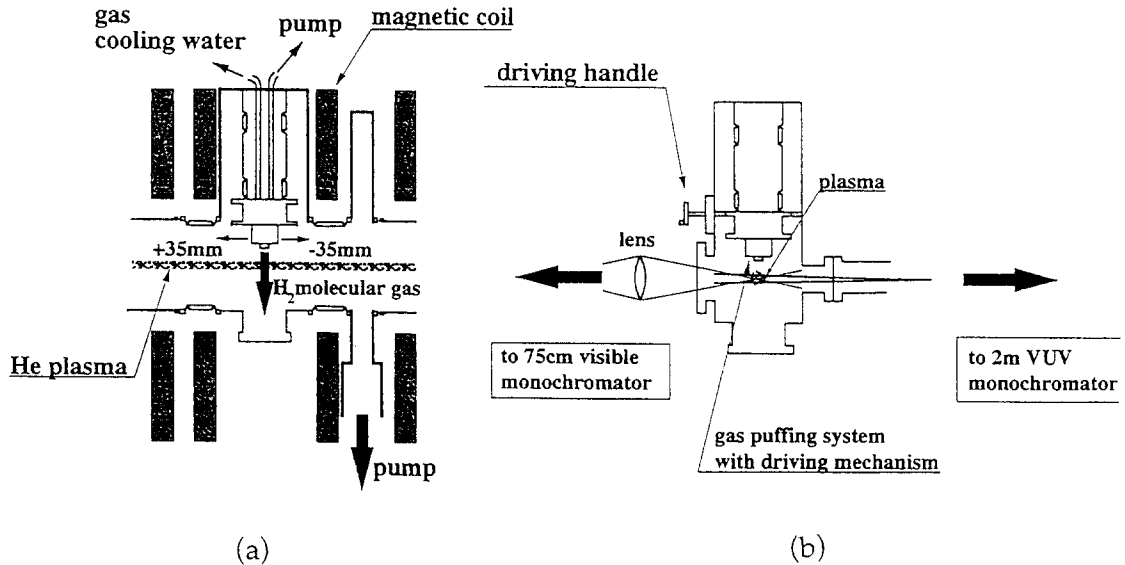 gas
cooling water
pump
magnetic coil
+35mm
-35mm
H2 molecular gas
He plasma
pump
(a)
driving handle
plasma
lens
to 75cm visible
monochromator
to 2m VUV
monochromator
gas puffing system
with driving mechanism
(b)